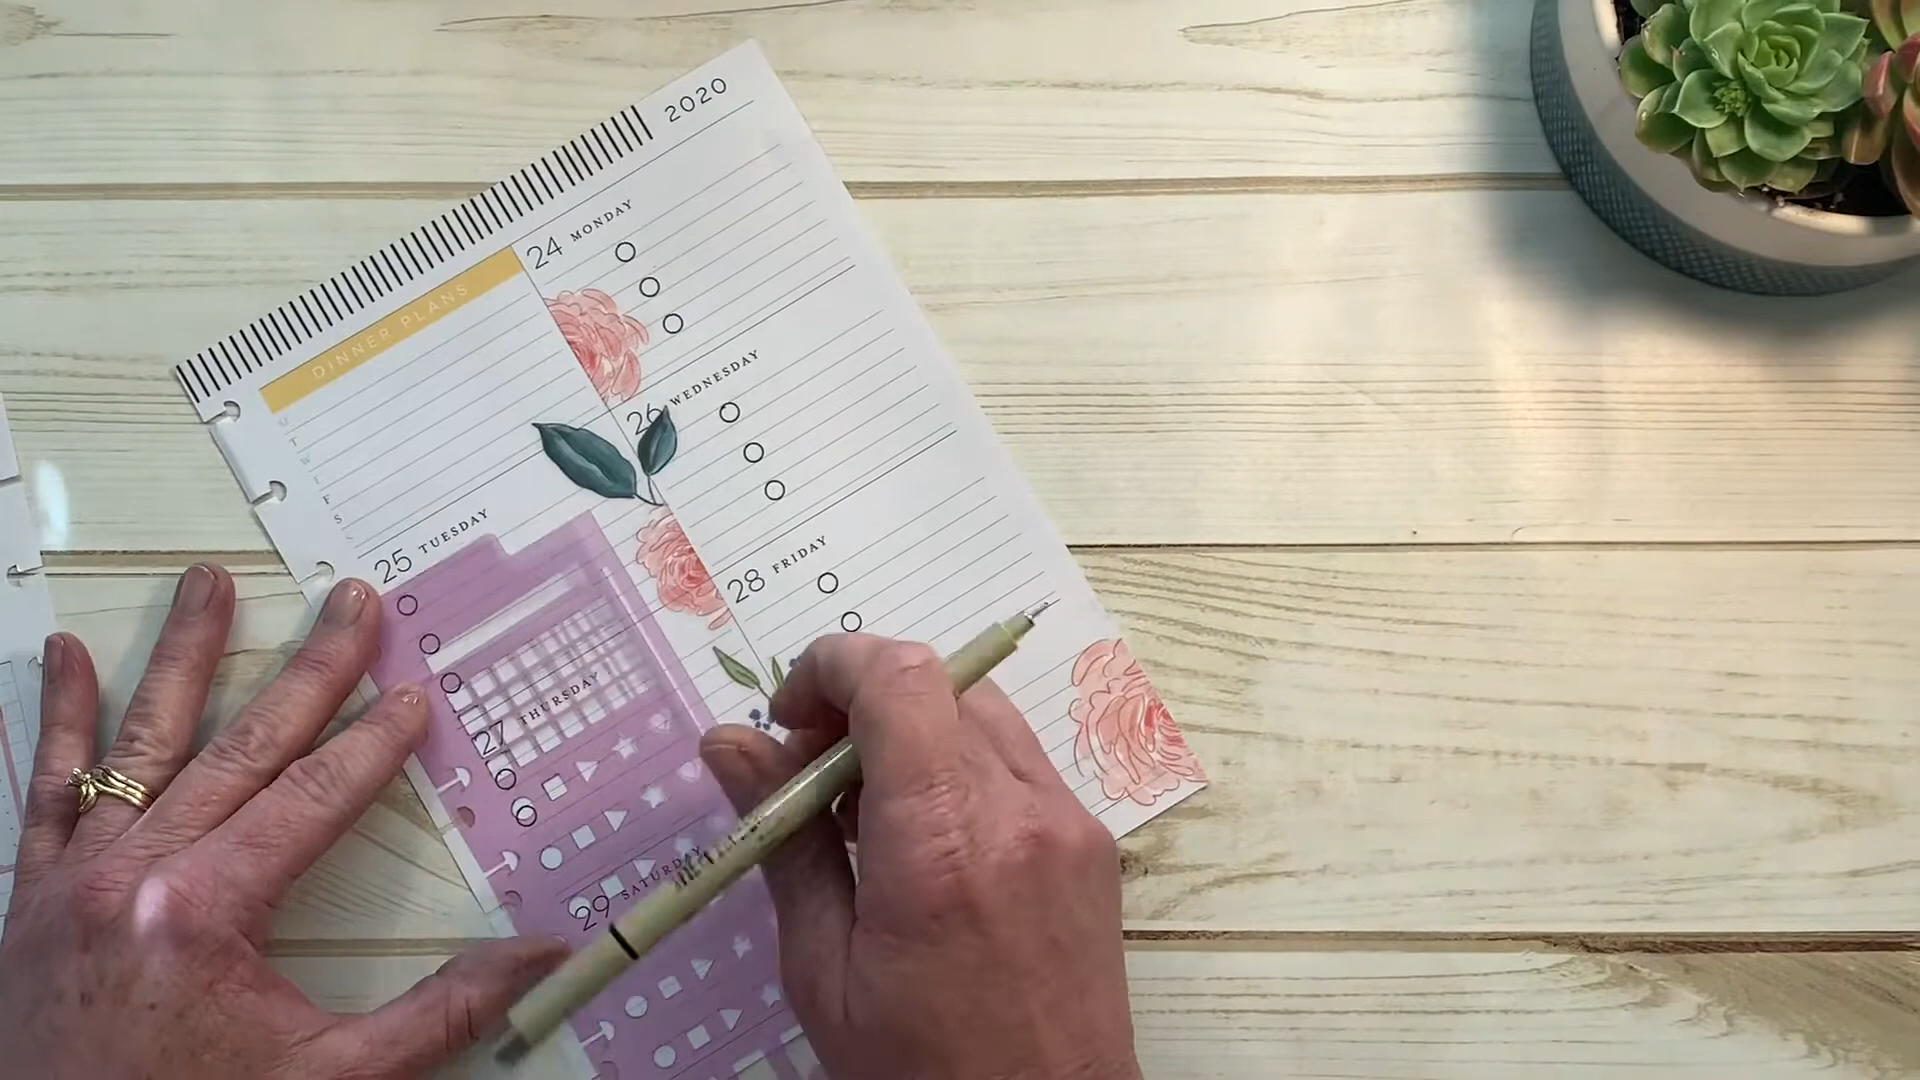 2020
DINNER PLANS
M
T
W
T
F
S
S
24 MONDAY
25 TUESDAY
26 WEDNESDAY
27 THURSDAY
28 FRIDAY
29 SATURDAY